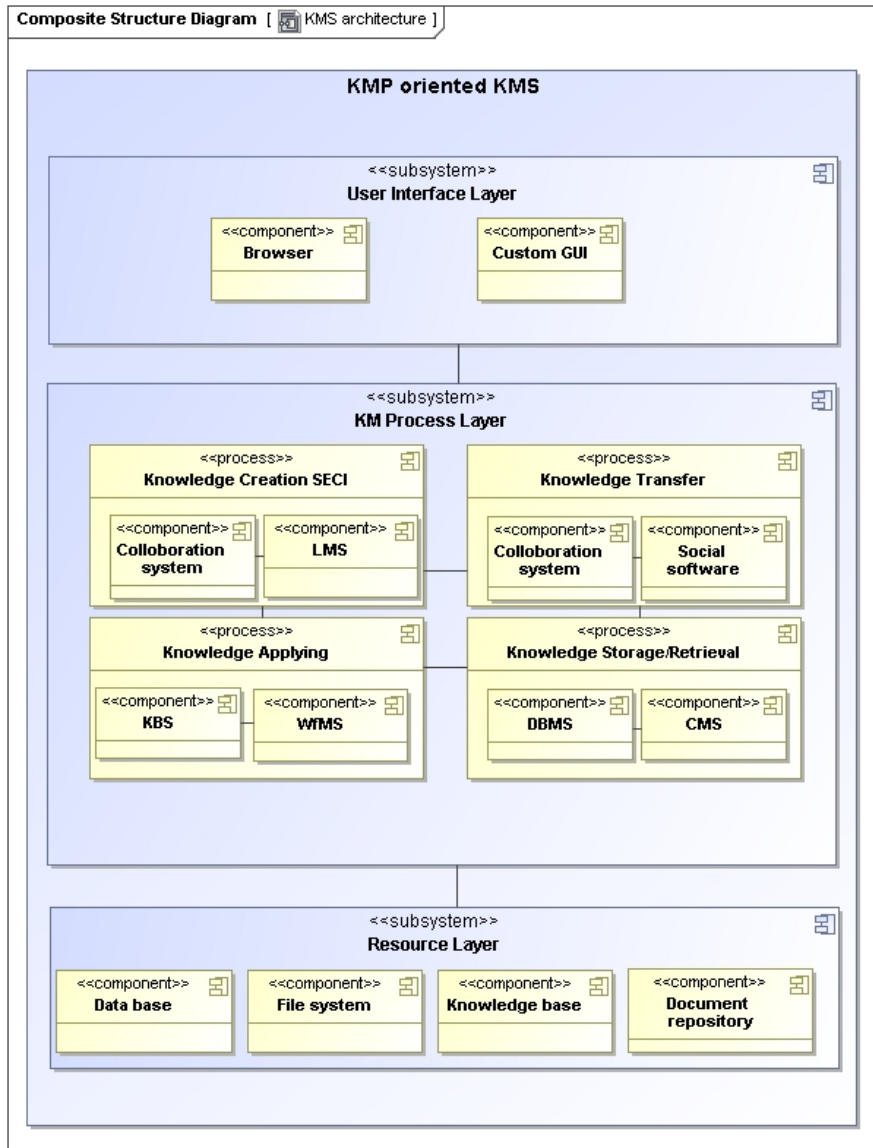 Composite Structure Diagram [ KMS architecture ]
KMP oriented KMS
<<subsystem>>
User Interface Layer
<<component>>
Browser
<<component>>
Custom GUI
<<subsystem>>
KM Process Layer
<<process>>
Knowledge Creation SECI
<<component>>
Colloboration
system
<<component>>
LMS
<<process>>
Knowledge Transfer
<<component>>
Colloboration
system
<<component>>
Social
software
<<process>>
Knowledge Applying
<<component>>
KBS
<<component>>
WfMS
<<process>>
Knowledge Storage/Retrieval
<<component>>
DBMS
<<component>>
CMS
<<subsystem>>
Resource Layer
<<component>>
Data base
<<component>>
File system
<<component>>
Knowledge base
<<component>>
Document
repository